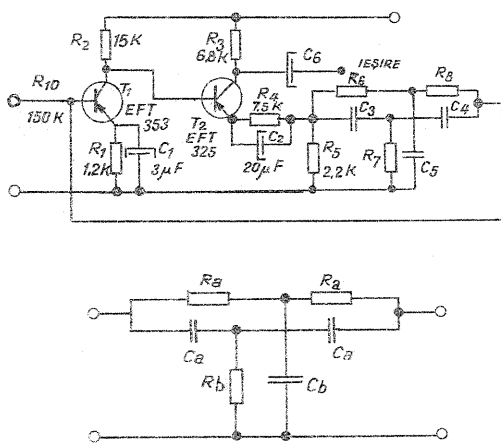 R2 15K
R3
6,8K
C6
IEȘIRE
R10
150K
T1
EFT
353
R4
7,5K
R6
R8
C3
C4
T2
EFT
325
C2
20µF
R1
1,2K
C1
3µF
R5
2,2K
R7
C5
Ra
Ra
Ca
Ca
Rb
Cb